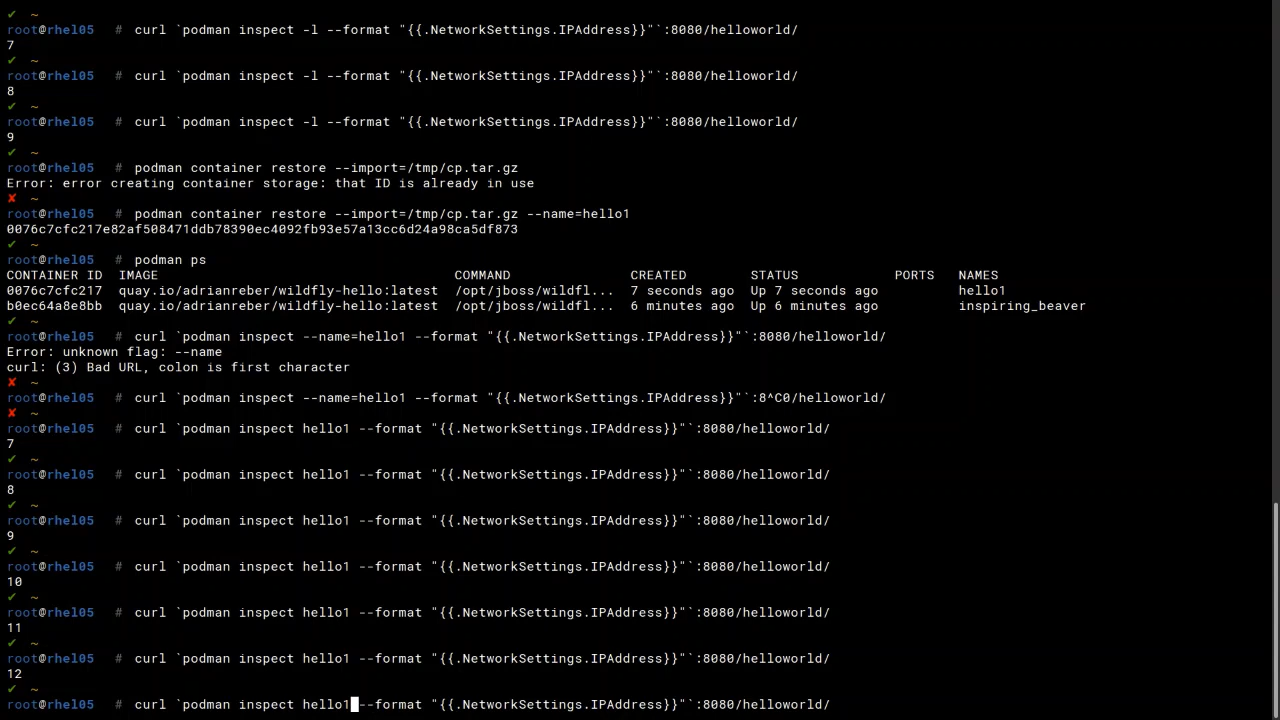 ✔ ~
root@rhel05 # curl `podman inspect -l --format "{{.NetworkSettings.IPAddress}}"`:8080/helloworld/
7
✔ ~
root@rhel05 # curl `podman inspect -l --format "{{.NetworkSettings.IPAddress}}"`:8080/helloworld/
8
✔ ~
root@rhel05 # curl `podman inspect -l --format "{{.NetworkSettings.IPAddress}}"`:8080/helloworld/
9
✔ ~
root@rhel05 # podman container restore --import=/tmp/cp.tar.gz
Error: error creating container storage: that ID is already in use
✘ ~
root@rhel05 # podman container restore --import=/tmp/cp.tar.gz --name=hello1
0076c7cfc217e82af508471ddb78390ec4092fb93e57a13cc6d24a98ca5df873
✔ ~
root@rhel05 # podman ps
CONTAINER ID IMAGE COMMAND CREATED STATUS PORTS NAMES
0076c7cfc217 quay.io/adrianreber/wildfly-hello:latest /opt/jboss/wildfl... 7 seconds ago Up 7 seconds ago hello1
b0ec64a8e8bb quay.io/adrianreber/wildfly-hello:latest /opt/jboss/wildfl... 6 minutes ago Up 6 minutes ago inspiring_beaver
✔ ~
root@rhel05 # curl `podman inspect --name=hello1 --format "{{.NetworkSettings.IPAddress}}"`:8080/helloworld/
Error: unknown flag: --name
curl: (3) Bad URL, colon is first character
✘ ~
root@rhel05 # curl `podman inspect --name=hello1 --format "{{.NetworkSettings.IPAddress}}"`:8^C0/helloworld/
✘ ~
root@rhel05 # curl `podman inspect hello1 --format "{{.NetworkSettings.IPAddress}}"`:8080/helloworld/
7
✔ ~
root@rhel05 # curl `podman inspect hello1 --format "{{.NetworkSettings.IPAddress}}"`:8080/helloworld/
8
✔ ~
root@rhel05 # curl `podman inspect hello1 --format "{{.NetworkSettings.IPAddress}}"`:8080/helloworld/
9
✔ ~
root@rhel05 # curl `podman inspect hello1 --format "{{.NetworkSettings.IPAddress}}"`:8080/helloworld/
10
✔ ~
root@rhel05 # curl `podman inspect hello1 --format "{{.NetworkSettings.IPAddress}}"`:8080/helloworld/
11
✔ ~
root@rhel05 # curl `podman inspect hello1 --format "{{.NetworkSettings.IPAddress}}"`:8080/helloworld/
12
✔ ~
root@rhel05 # curl `podman inspect hello1 --format "{{.NetworkSettings.IPAddress}}"`:8080/helloworld/